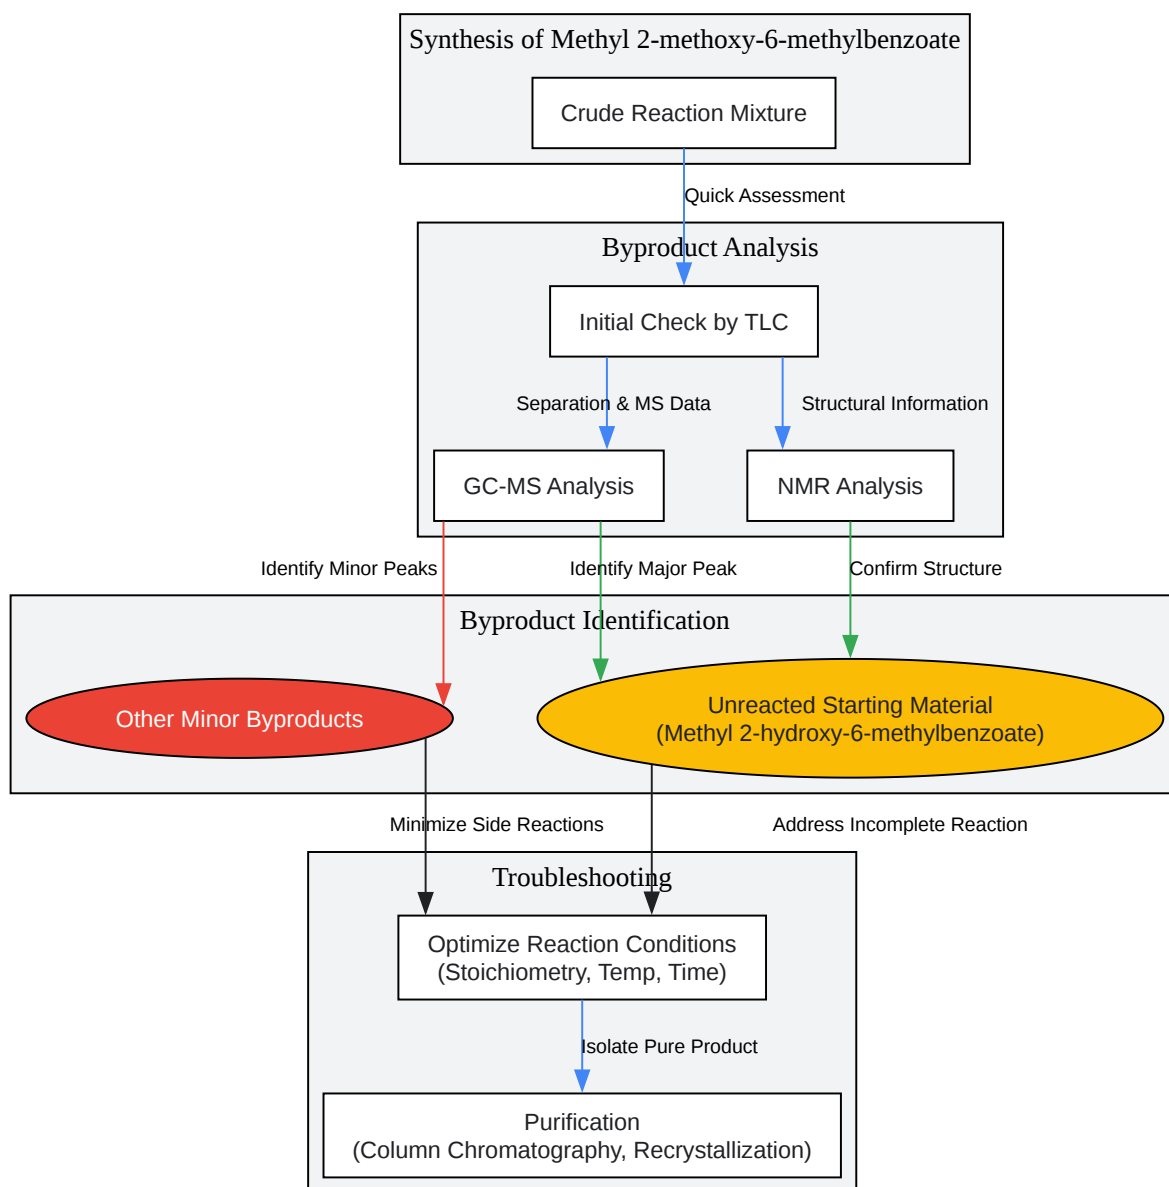 Synthesis of Methyl 2-methoxy-6-methylbenzoate
Crude Reaction Mixture
Quick Assessment
Byproduct Analysis
Initial Check by TLC
Separation & MS Data
Structural Information
GC-MS Analysis
NMR Analysis
Identify Minor Peaks
Identify Major Peak
Confirm Structure
Byproduct Identification
Other Minor Byproducts
Unreacted Starting Material
(Methyl 2-hydroxy-6-methylbenzoate)
Minimize Side Reactions
Address Incomplete Reaction
Troubleshooting
Optimize Reaction Conditions
(Stoichiometry, Temp, Time)
Isolate Pure Product
Purification
(Column Chromatography, Recrystallization)